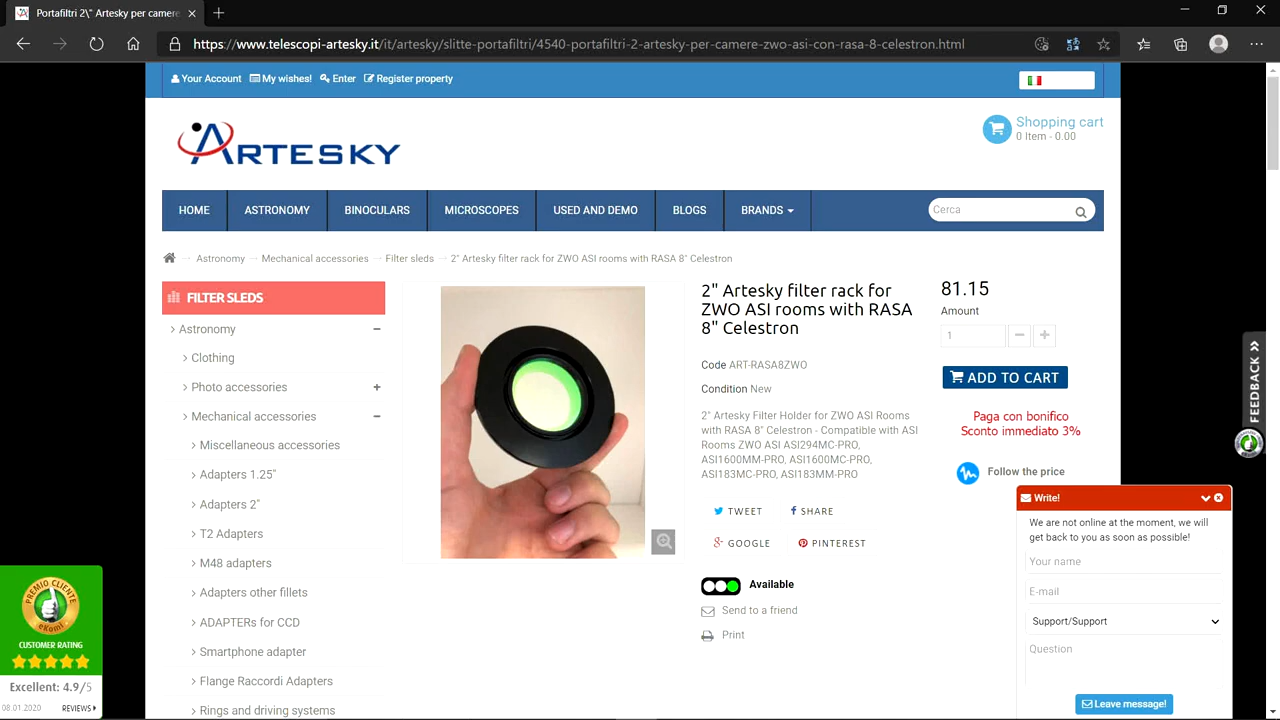 Portafiltri 2\" Artesky per camere
https://www.telescopi-artesky.it/it/artesky/slitte-portafiltri/4540-portafiltri-2-artesky-per-camere-zwo-asi-con-rasa-8-celestron.html
Your Account My wishes! Enter Register property
ARTESKY
Shopping cart
0 Item - 0.00
HOME ASTRONOMY BINOCULARS MICROSCOPES USED AND DEMO BLOGS BRANDS
Cerca
Astronomy Mechanical accessories Filter sleds 2" Artesky filter rack for ZWO ASI rooms with RASA 8" Celestron
FILTER SLEDS
Astronomy
Clothing
Photo accessories
Mechanical accessories
Miscellaneous accessories
Adapters 1.25"
Adapters 2"
T2 Adapters
M48 adapters
Adapters other fillets
ADAPTERs for CCD
Smartphone adapter
Flange Raccordi Adapters
Rings and driving systems
2" Artesky filter rack for
ZWO ASI rooms with RASA
8" Celestron
Code ART-RASA8ZWO
Condition New
2" Artesky Filter Holder for ZWO ASI Rooms
with RASA 8" Celestron - Compatible with ASI
Rooms ZWO ASI ASI294MC-PRO,
ASI1600MM-PRO, ASI1600MC-PRO,
ASI183MC-PRO, ASI183MM-PRO
TWEET SHARE
GOOGLE PINTEREST
Available
Send to a friend
Print
81.15
Amount
1
ADD TO CART
Paga con bonifico
Sconto immediato 3%
Follow the price
FEEDBACK
Write!
We are not online at the moment, we will
get back to you as soon as possible!
Your name
E-mail
Support/Support
Question
Leave message!
PREMIO CLIENTE
eKomi
CUSTOMER RATING
Excellent: 4.9/5
08.01.2020 REVIEWS